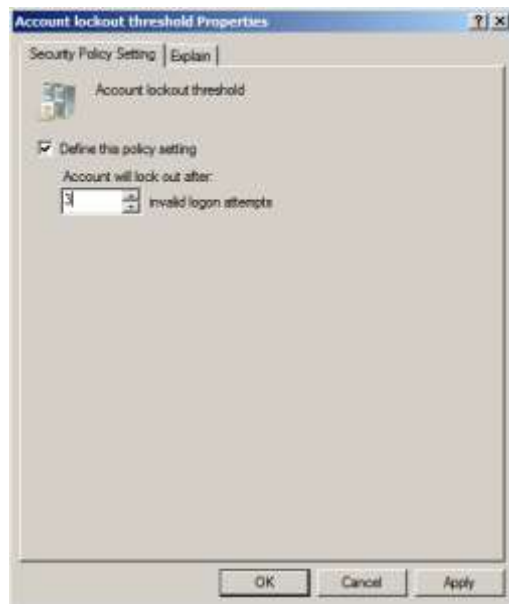 Account lockout threshold Properties
Security Policy Setting
Explain
Account lockout threshold
Define this policy setting
Account will lock out after:
3 invalid logon attempts
OK
Cancel
Apply